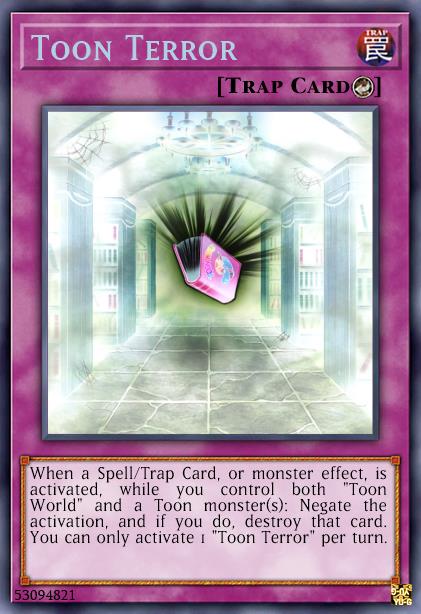 Toon Terror
TRAP
罠
[Trap Card]
When a Spell/Trap Card, or monster effect, is
activated, while you control both "Toon
World" and a Toon monster(s): Negate the
activation, and if you do, destroy that card.
You can only activate 1 "Toon Terror" per turn.
53094821